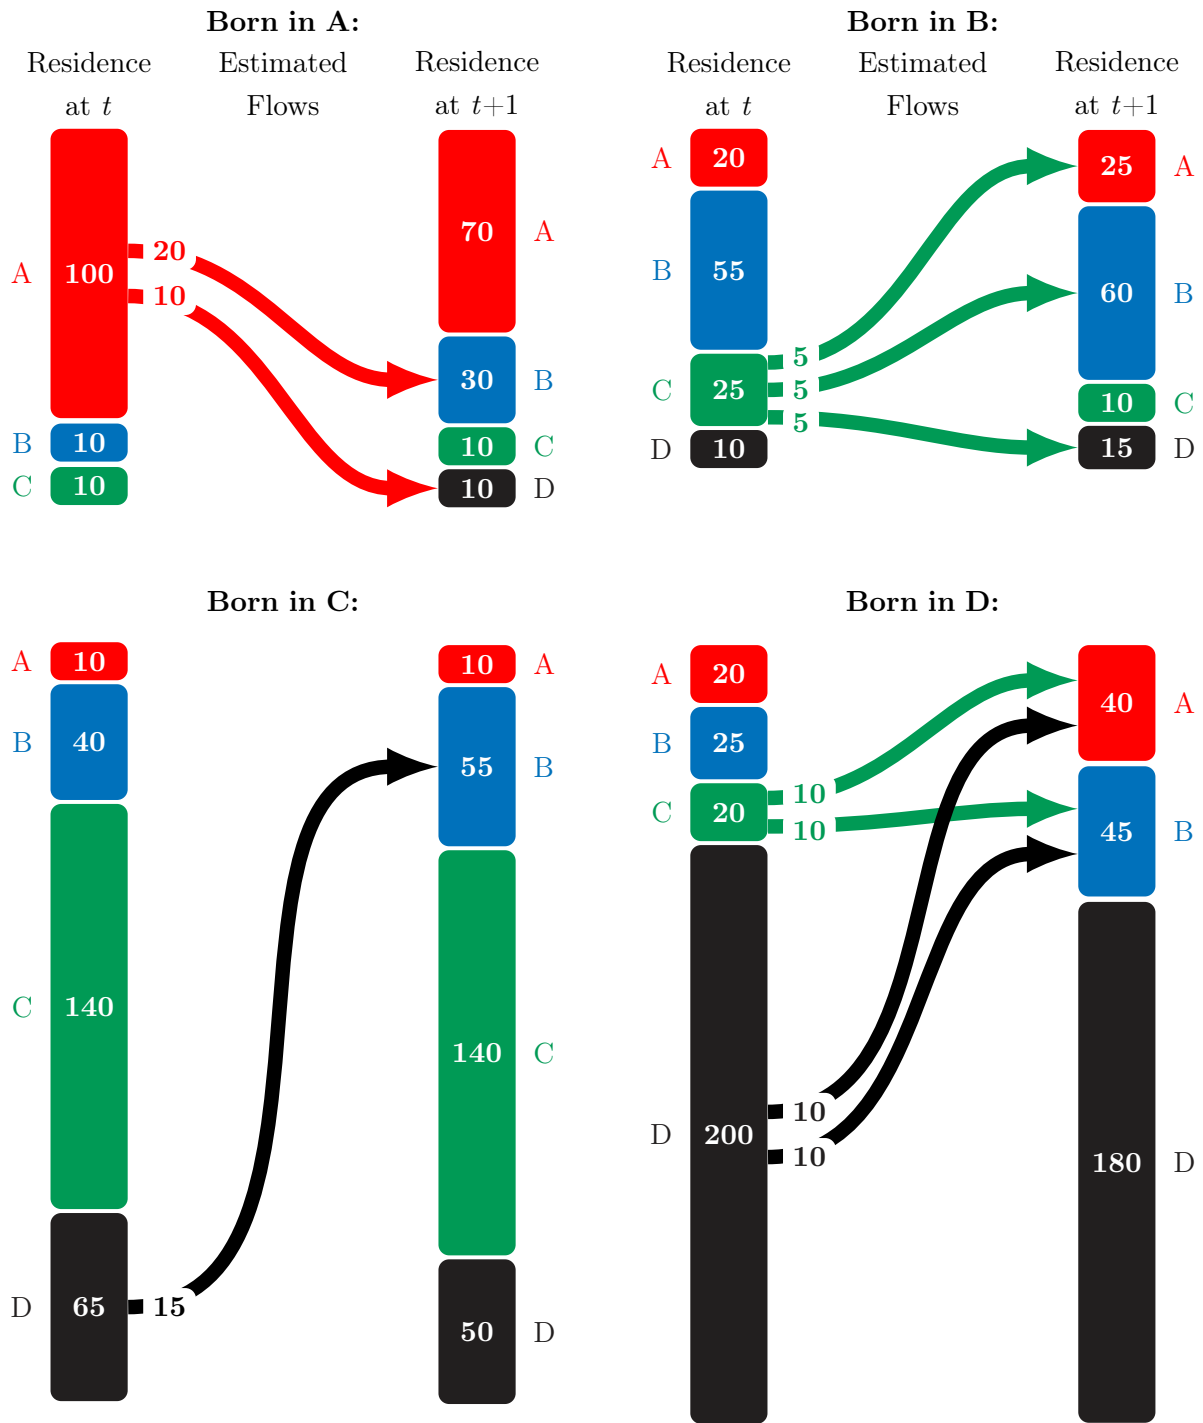 Born in A:
Residence at t
Estimated Flows
Residence at t+1
A
100
B
10
C
10
20
10
70
A
30
B
10
C
10
D
Born in B:
Residence at t
Estimated Flows
Residence at t+1
A
20
B
55
C
25
D
10
5
5
5
25
A
60
B
10
C
15
D
Born in C:
A
10
B
40
C
140
D
65
15
10
A
55
B
140
C
50
D
Born in D:
A
20
B
25
C
20
D
200
10
10
10
10
40
A
45
B
180
D